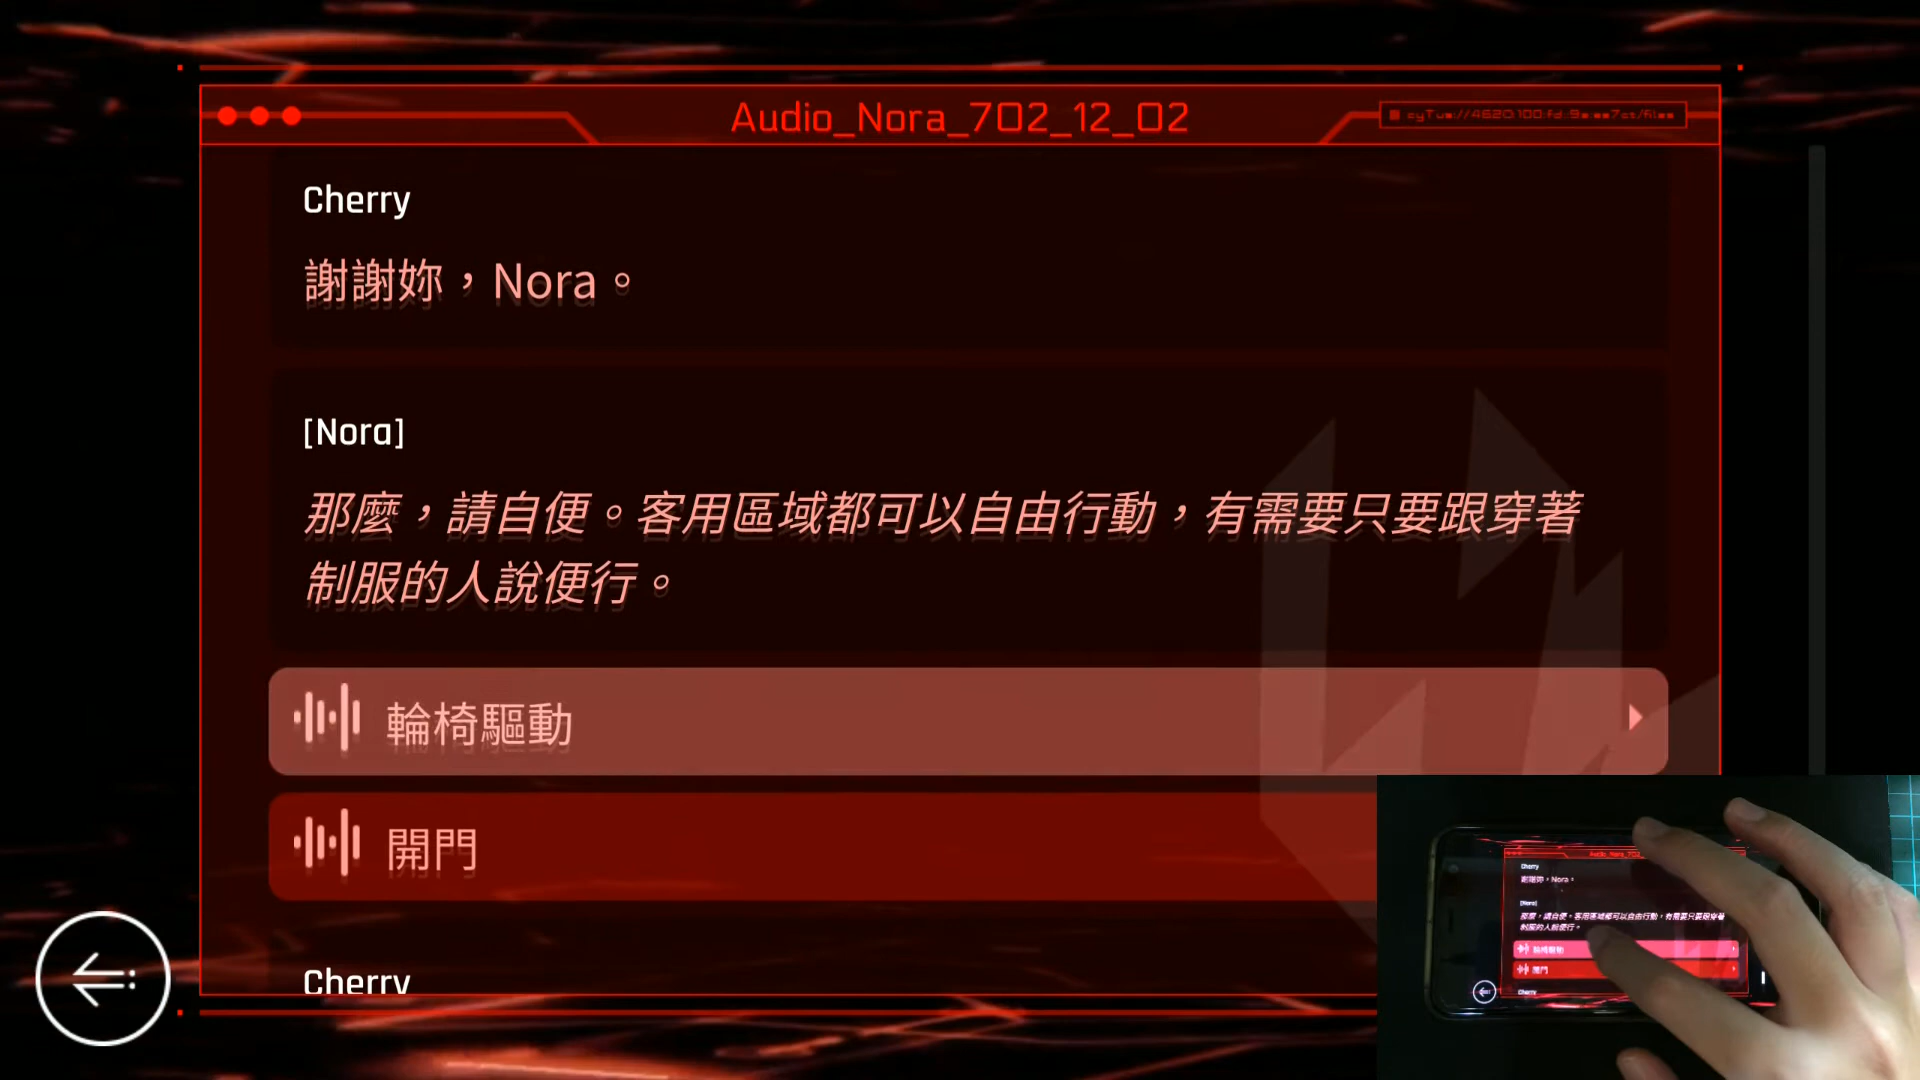 Audio_Nora_702_12_02
Cherry
謝謝妳，Nora。
[Nora]
那麼，請自便。客用區域都可以自由行動，有需要只要跟穿著
制服的人說便行。
輪椅驅動
開門
Cherry